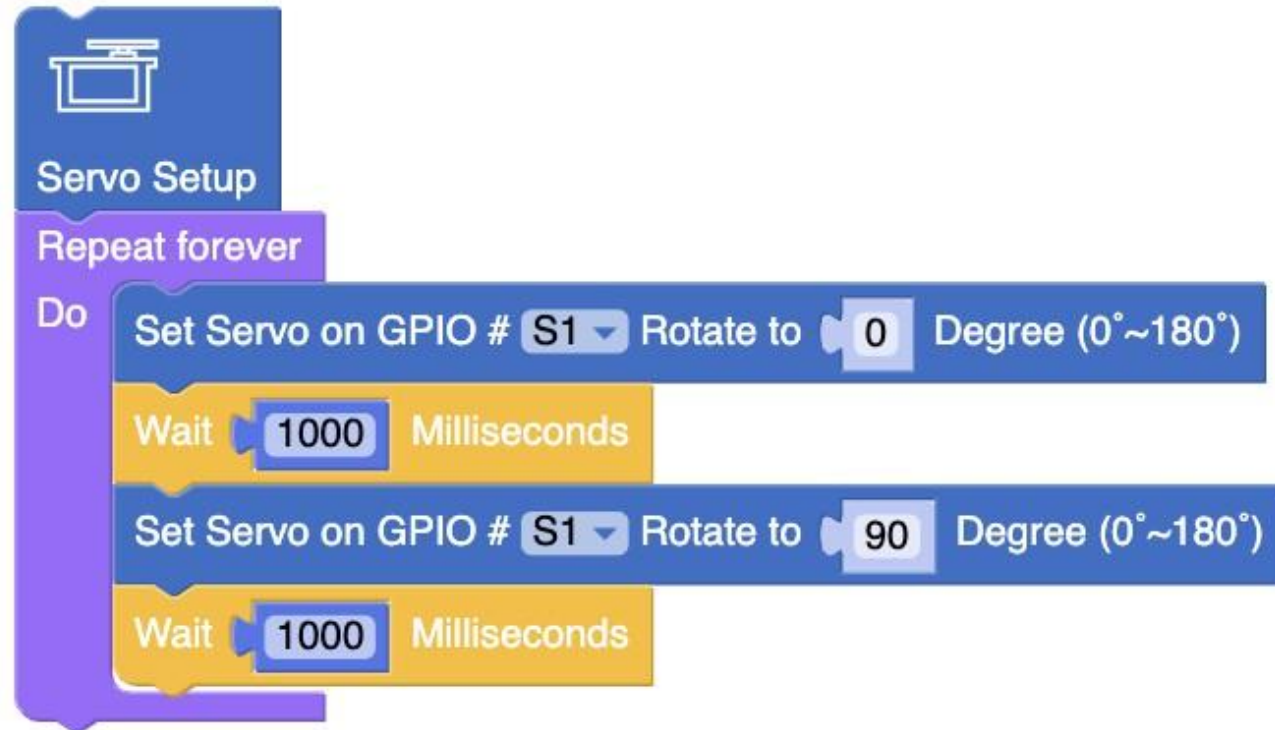 Servo Setup
Repeat forever
Do
Set Servo on GPIO # S1 Rotate to 0 Degree (0˚~180˚)
Wait 1000 Milliseconds
Set Servo on GPIO # S1 Rotate to 90 Degree (0˚~180˚)
Wait 1000 Milliseconds